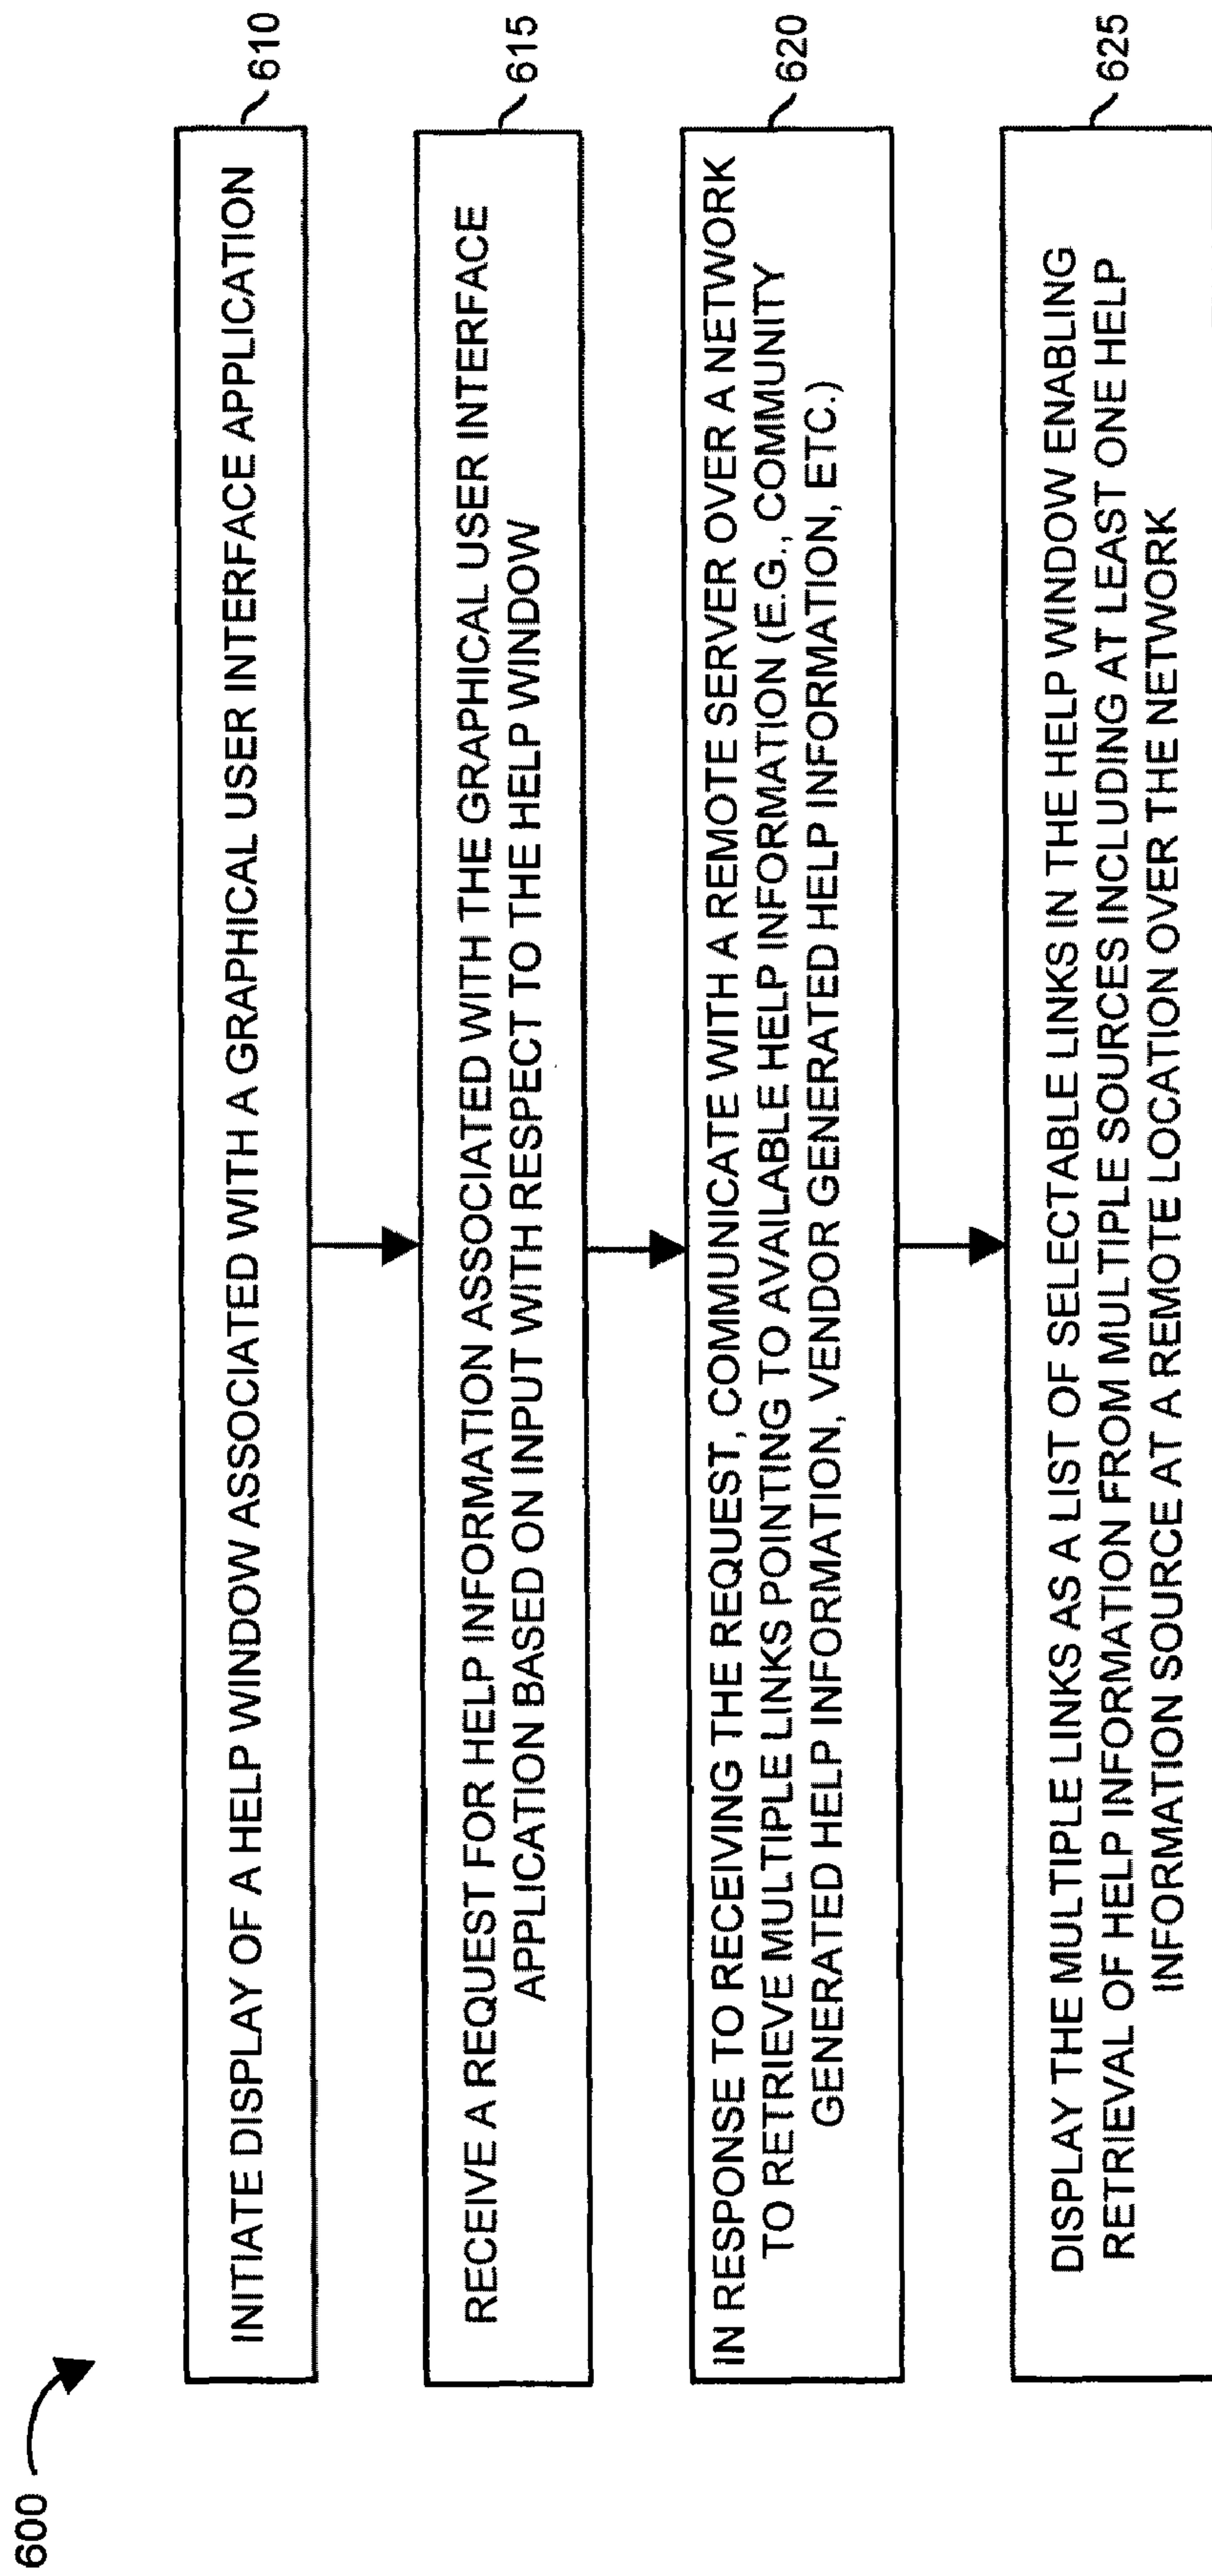 600
INITIATE DISPLAY OF A HELP WINDOW ASSOCIATED WITH A GRAPHICAL USER INTERFACE APPLICATION
610
RECEIVE A REQUEST FOR HELP INFORMATION ASSOCIATED WITH THE GRAPHICAL USER INTERFACE
APPLICATION BASED ON INPUT WITH RESPECT TO THE HELP WINDOW
615
IN RESPONSE TO RECEIVING THE REQUEST, COMMUNICATE WITH A REMOTE SERVER OVER A NETWORK
TO RETRIEVE MULTIPLE LINKS POINTING TO AVAILABLE HELP INFORMATION (E.G., COMMUNITY
GENERATED HELP INFORMATION, VENDOR GENERATED HELP INFORMATION, ETC.)
620
DISPLAY THE MULTIPLE LINKS AS A LIST OF SELECTABLE LINKS IN THE HELP WINDOW ENABLING
RETRIEVAL OF HELP INFORMATION FROM MULTIPLE SOURCES INCLUDING AT LEAST ONE HELP
INFORMATION SOURCE AT A REMOTE LOCATION OVER THE NETWORK
625